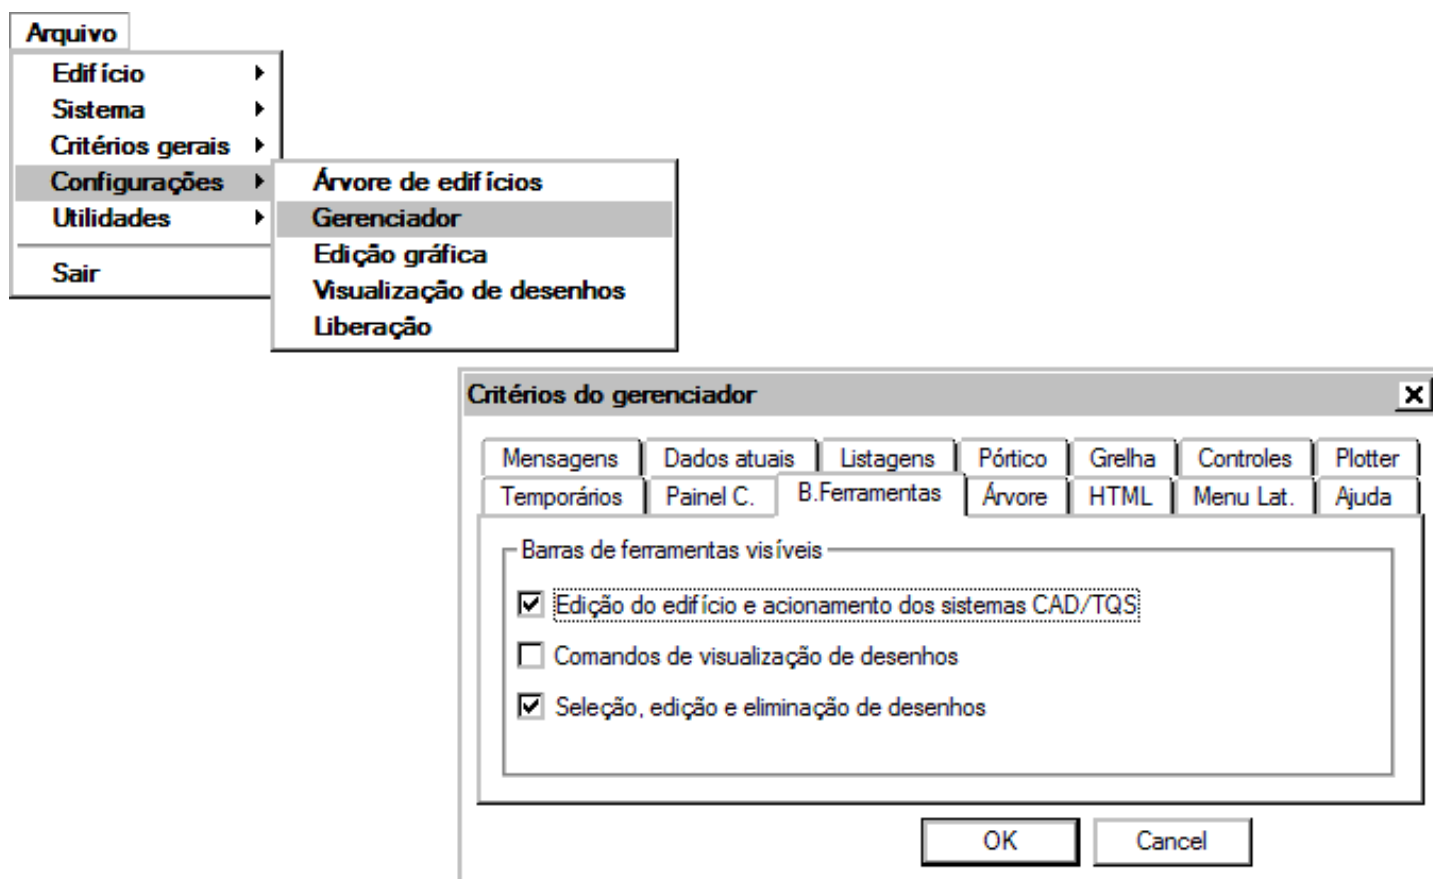 Arquivo
Edifício
Sistema
Critérios gerais
Configurações
Utilidades
Sair
Árvore de edifícios
Gerenciador
Edição gráfica
Visualização de desenhos
Liberação
Critérios do gerenciador
Mensagens Dados atuais Listagens Pórtico Grelha Controles Plotter
Temporários Painel C. B.Ferramentas Árvore HTML Menu Lat. Ajuda
Barras de ferramentas visíveis
Edição do edifício e acionamento dos sistemas CAD/TQS
Comandos de visualização de desenhos
Seleção, edição e eliminação de desenhos
OK Cancel